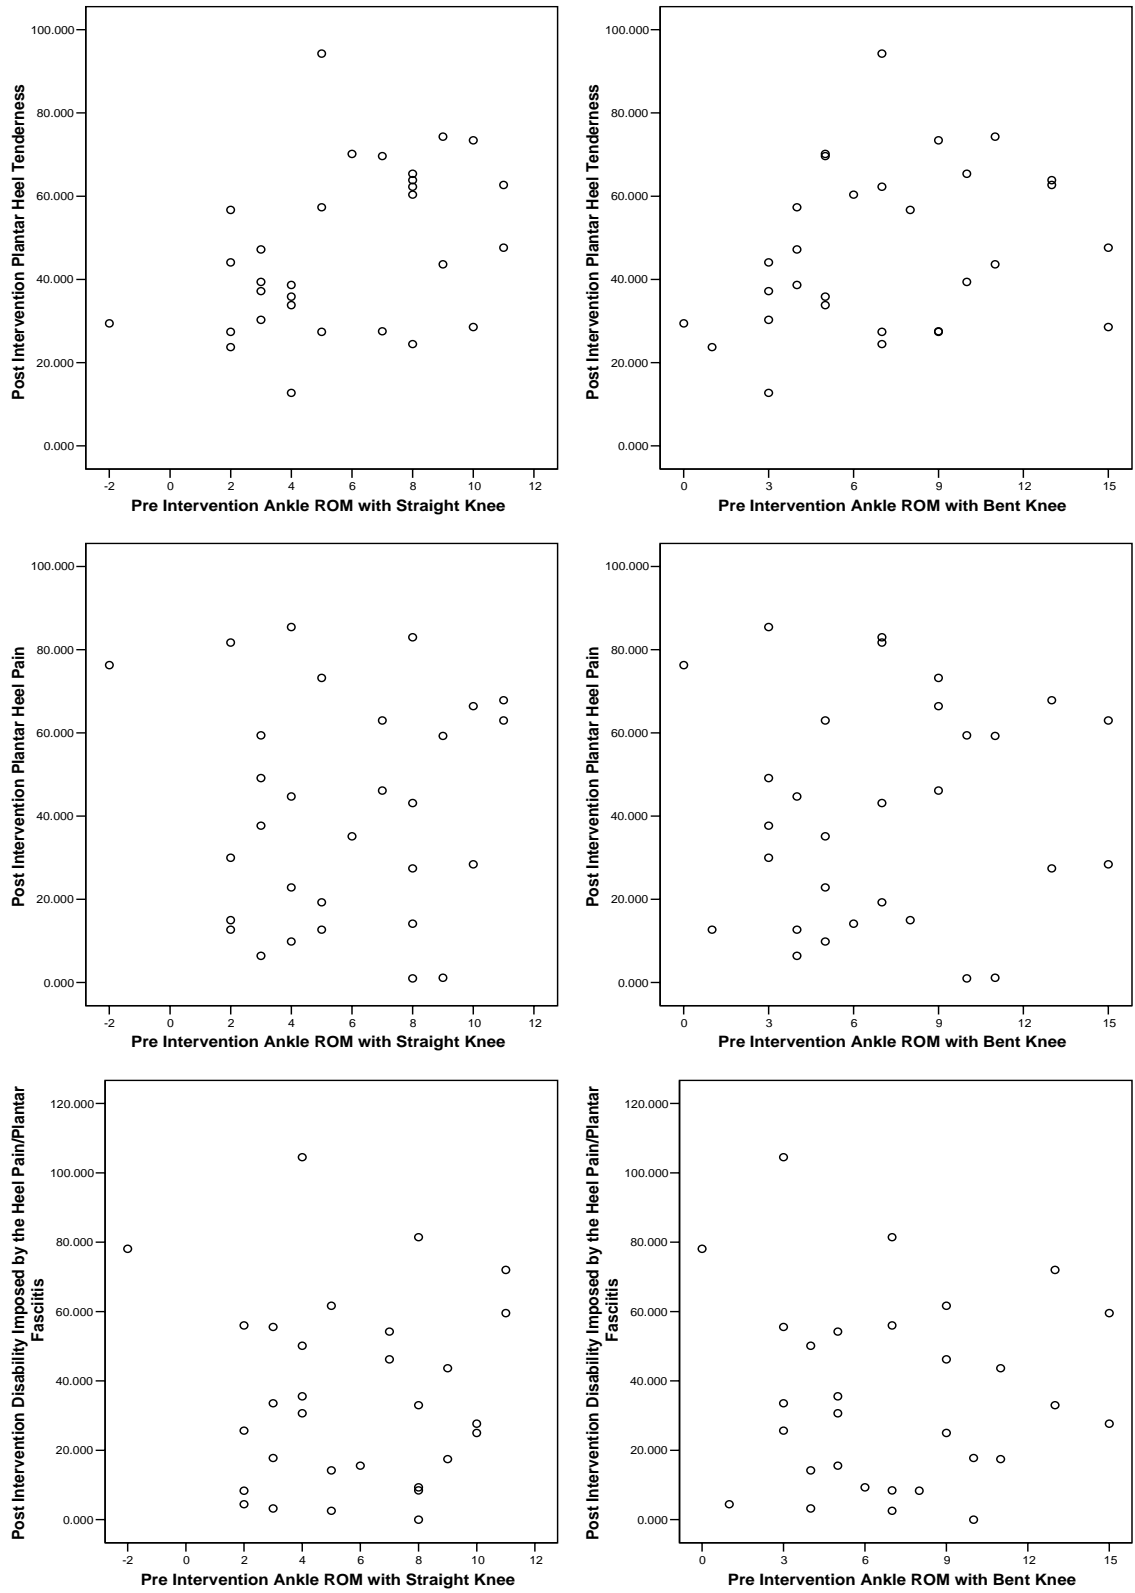 100.000
80.000
60.000
40.000
20.000
0.000
Post Intervention Plantar Heel Tenderness
-2 0 2 4 6 8 10 12
Pre Intervention Ankle ROM with Straight Knee
100.000
80.000
60.000
40.000
20.000
0.000
Post Intervention Plantar Heel Tenderness
0 3 6 9 12 15
Pre Intervention Ankle ROM with Bent Knee
100.000
80.000
60.000
40.000
20.000
0.000
Post Intervention Plantar Heel Pain
-2 0 2 4 6 8 10 12
Pre Intervention Ankle ROM with Straight Knee
100.000
80.000
60.000
40.000
20.000
0.000
Post Intervention Plantar Heel Pain
0 3 6 9 12 15
Pre Intervention Ankle ROM with Bent Knee
120.000
100.000
80.000
60.000
40.000
20.000
0.000
Post Intervention Disability Imposed by the Heel Pain/Plantar
Fasciitis
-2 0 2 4 6 8 10 12
Pre Intervention Ankle ROM with Straight Knee
120.000
100.000
80.000
60.000
40.000
20.000
0.000
Post Intervention Disability Imposed by the Heel Pain/Plantar
Fasciitis
0 3 6 9 12 15
Pre Intervention Ankle ROM with Bent Knee